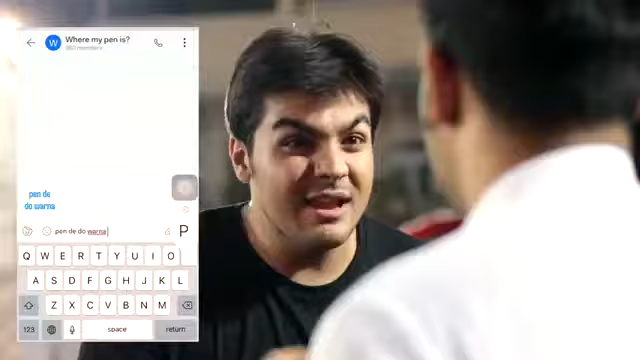 W
Where my pen is?
pen de
do warna
pen de do warna
P
Q W E R T Y U I O
A S D F G H J K L
Z X C V B N M
123 space return